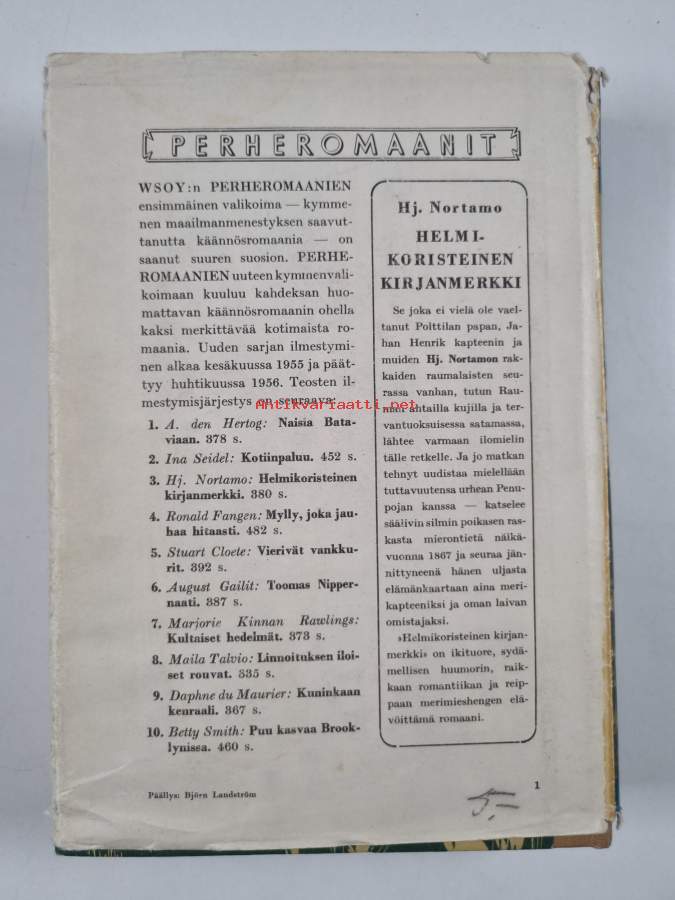 PERHEROMAANIT
WSOY:n PERHEROMAANIEN
ensimmäinen valikoima — kymme-
nen maailmanmenestyksen saavut-
tanutta käännösromaania — on
saanut suuren suosion. PERHE-
ROMAANIEN uuteen kymmenvali-
koimaan kuuluu kahdeksan huo-
mattavan käännösromaanin ohella
kaksi merkittävää kotimaista ro-
maania. Uuden sarjan ilmestymi-
nen alkaa kesäkuussa 1955 ja päät-
tyy huhtikuussa 1956. Teosten il-
mestymisjärjestys on seuraava:
1. A. den Hertog: Naisia Bata-
viaan. 378 s.
2. Ina Seidel: Kotiinpaluu. 452 s.
3. Hj. Nortamo: Helmikoristeinen
kirjanmerkki. 380 s.
4. Ronald Fangen: Mylly, joka jau-
haa hitaasti. 482 s.
5. Stuart Cloete: Vierivät vankku-
rit. 392 s.
6. August Gailit: Toomas Nipper-
naati. 387 s.
7. Marjorie Kinnan Rawlings:
Kultaiset hedelmät. 373 s.
8. Maila Talvio: Linnoituksen iloi-
set rouvat. 335 s.
9. Daphne du Maurier: Kuninkaan
kenraali. 367 s.
10. Betty Smith: Puu kasvaa Brook-
lynissa. 460 s.
Hj. Nortamo
HELMI-
KORISTEINEN
KIRJANMERKKI
Se joka ei vielä ole vael-
tanut Polttilan papan, Ja-
han Henrik kapteenin ja
muiden Hj. Nortamon rak-
kaiden raumalaisten seu-
rassa vanhan, tutun Rau-
man ahtailla kujilla ja ter-
vantuoksuisessa satamassa,
lähtee varmaan ilomielin
tälle retkelle. Ja jo matkan
tehnyt uudistaa mielellään
tuttavuutensa urhean Penu-
pojan kanssa — katselee
säälivin silmin poikasen ras-
kasta mierontietä nälkä-
vuonna 1867 ja seuraa jän-
nittyneenä hänen uljasta
elämänkaartaan aina meri-
kapteeniksi ja oman laivan
omistajaksi.
»Helmikoristeinen kirjan-
merkki» on ikituore, sydä-
mellisen huumorin, raik-
kaan romantiikan ja reip-
paan merimieshengen elä-
vöittämä romaani.
Antikvariaatti.net
Päällys: Björn Landström
1
5,–